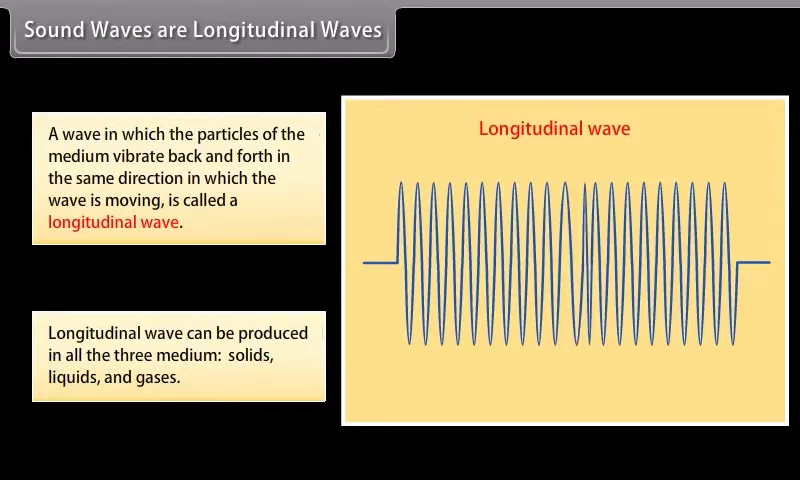 Sound Waves are Longitudinal Waves
A wave in which the particles of the
medium vibrate back and forth in
the same direction in which the
wave is moving, is called a
longitudinal wave.
Longitudinal wave can be produced
in all the three medium: solids,
liquids, and gases.
Longitudinal wave